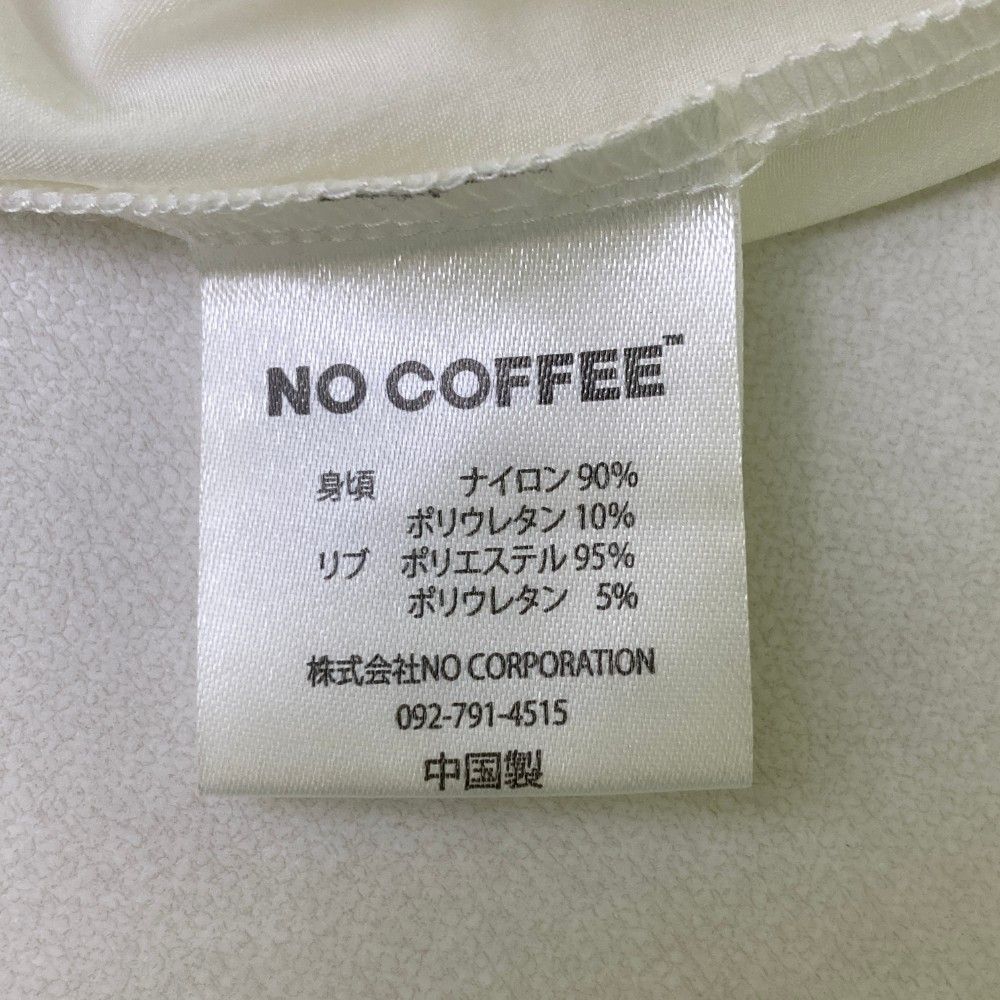 NO COFFEE™
身頃 ナイロン 90%
ポリウレタン 10%
リブ ポリエステル 95%
ポリウレタン 5%
株式会社NO CORPORATION
092-791-4515
中国製